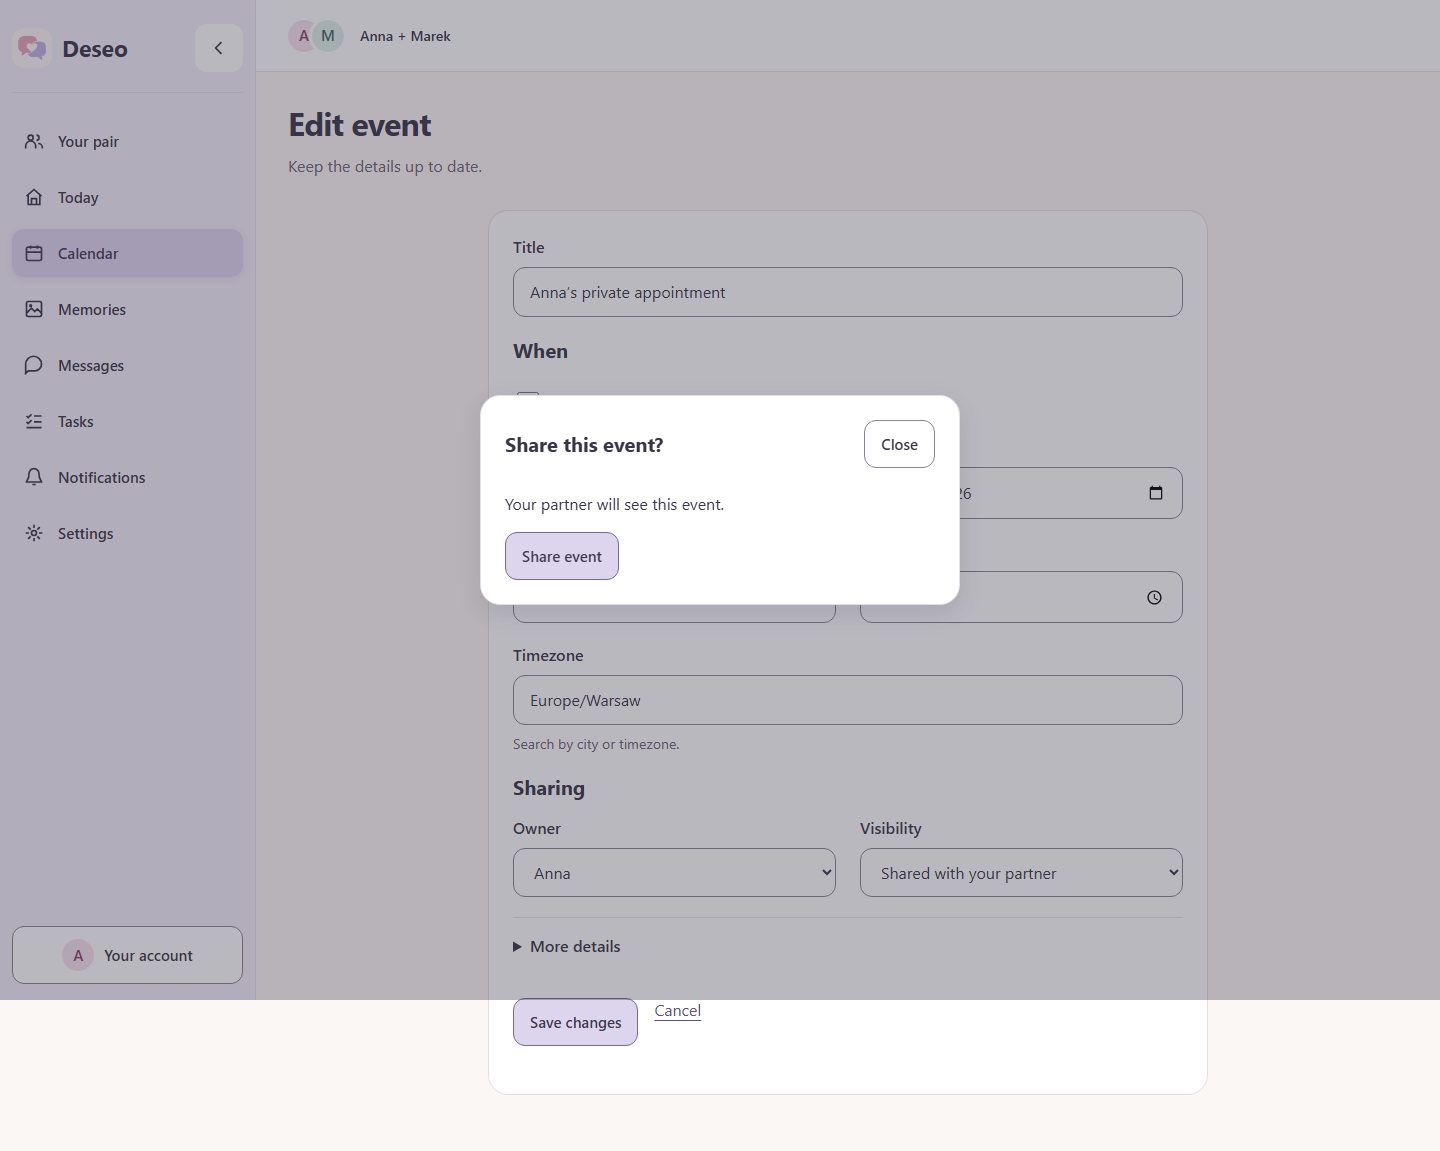 Deseo
A M Anna + Marek
Your pair
Today
Calendar
Memories
Messages
Tasks
Notifications
Settings
A Your account
Edit event
Keep the details up to date.
Title
Anna's private appointment
When
Share this event?
Close
Your partner will see this event.
Share event
26
Timezone
Europe/Warsaw
Search by city or timezone.
Sharing
Owner
Visibility
Anna
Shared with your partner
More details
Save changes
Cancel